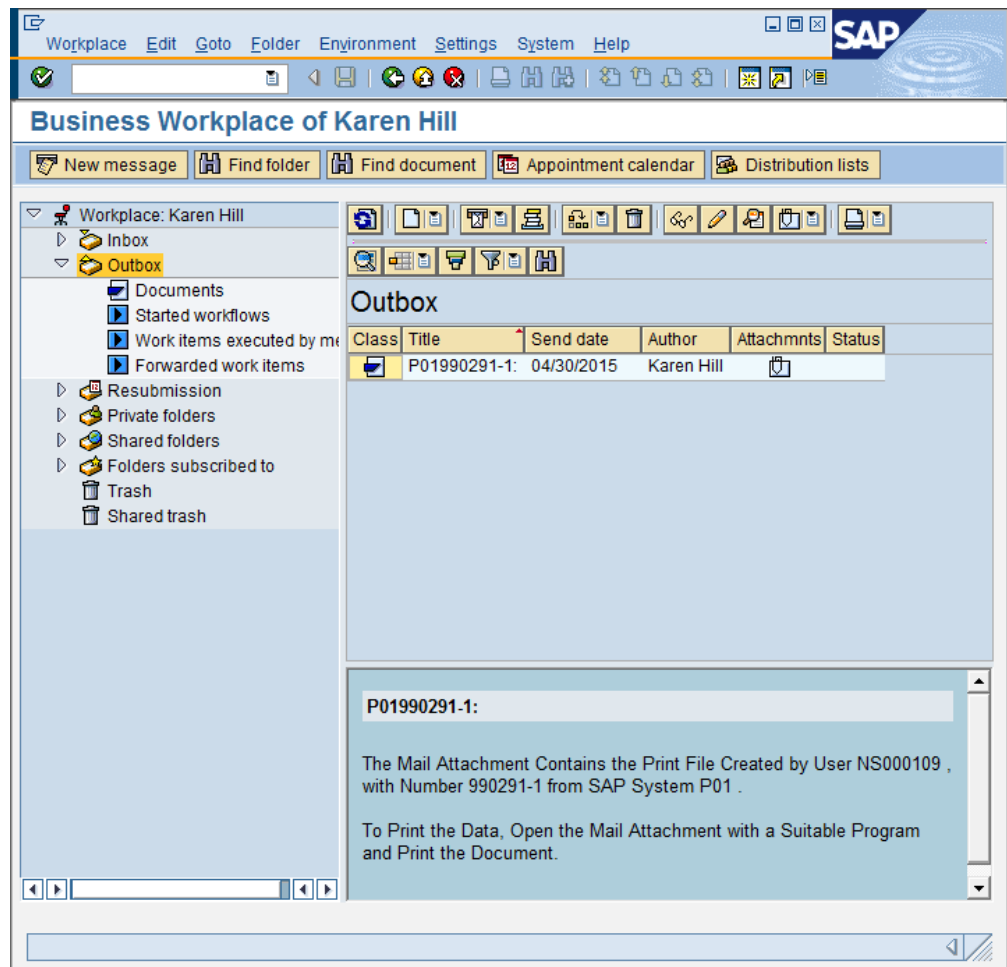 Workplace Edit Goto Folder Environment Settings System Help
SAP
Business Workplace of Karen Hill
New message Find folder Find document Appointment calendar Distribution lists
Workplace: Karen Hill
Inbox
Outbox
Documents
Started workflows
Work items executed by me
Forwarded work items
Resubmission
Private folders
Shared folders
Folders subscribed to
Trash
Shared trash
Outbox
Class Title Send date Author Attachmnts Status
P01990291-1: 04/30/2015 Karen Hill
P01990291-1:
The Mail Attachment Contains the Print File Created by User NS000109 ,
with Number 990291-1 from SAP System P01 .
To Print the Data, Open the Mail Attachment with a Suitable Program
and Print the Document.